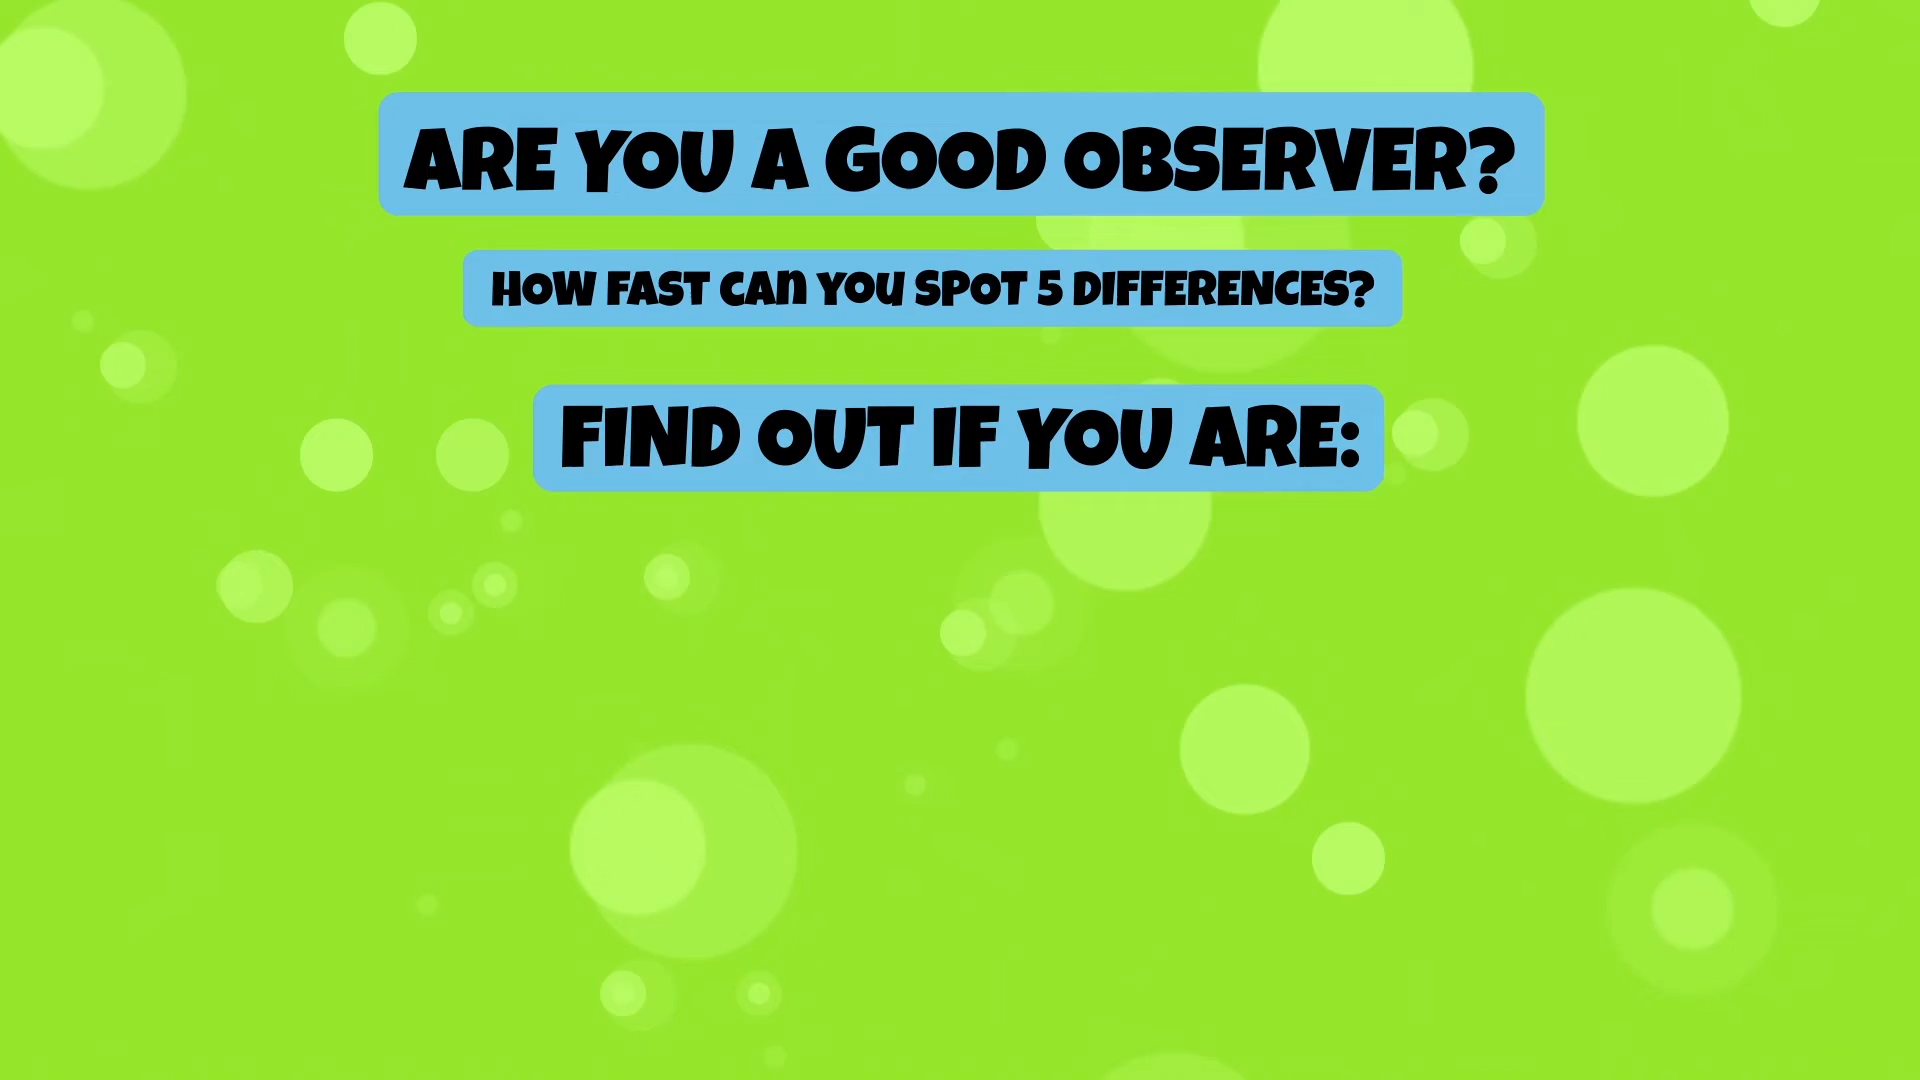 ARE YOU A GOOD OBSERVER?
HOW FAST CAN YOU SPOT 5 DIFFERENCES?
FIND OUT IF YOU ARE: